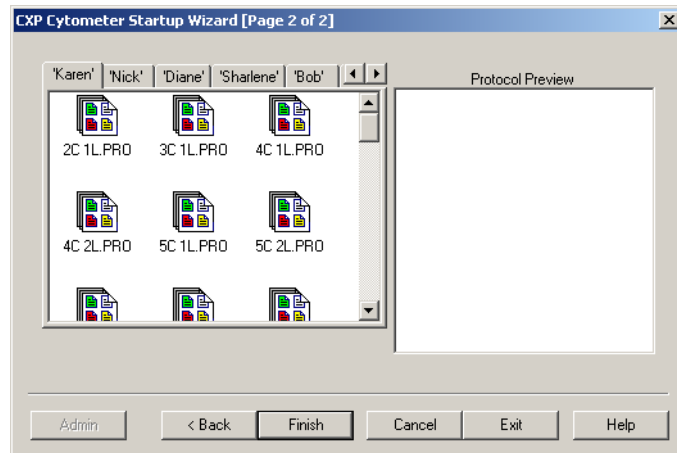 CXP Cytometer Startup Wizard [Page 2 of 2]
'Karen' 'Nick' 'Diane' 'Sharlene' 'Bob'
Protocol Preview
2C 1L.PRO 3C 1L.PRO 4C 1L.PRO
4C 2L.PRO 5C 1L.PRO 5C 2L.PRO
Admin < Back Finish Cancel Exit Help